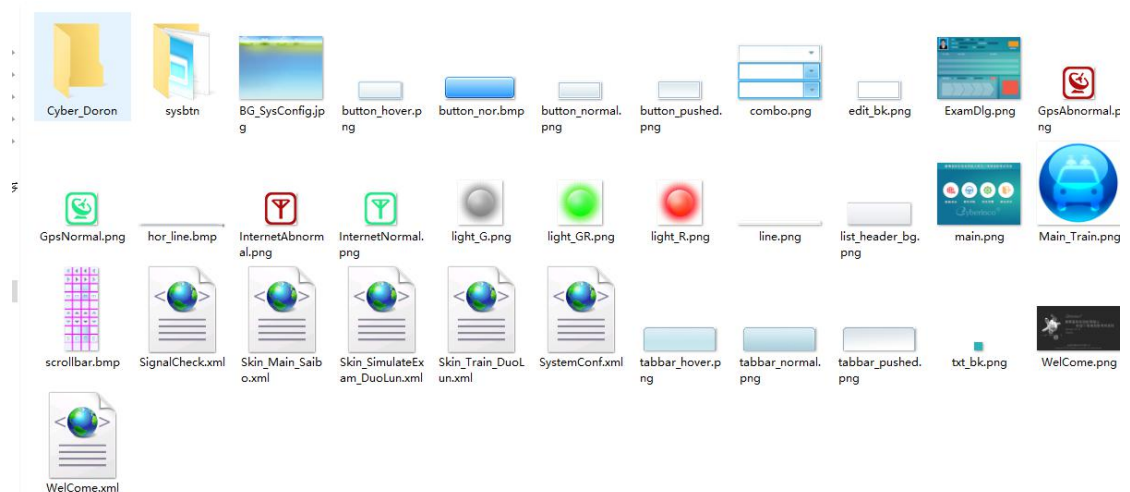 Cyber_Doron
sysbtn
BG_SysConfig.jp
g
button_hover.p
ng
button_nor.bmp
button_normal.
png
button_pushed.
png
combo.png
edit_bk.png
ExamDlg.png
GpsAbnormal.p
ng
GpsNormal.png
hor_line.bmp
InternetAbnorm
al.png
InternetNormal.
png
light_G.png
light_GR.png
light_R.png
line.png
list_header_bg.
png
main.png
Main_Train.png
scrollbar.bmp
SignalCheck.xml
Skin_Main_Saib
o.xml
Skin_SimulateEx
am_DuoLun.xml
Skin_Train_DuoL
un.xml
SystemConf.xml
tabbar_hover.p
ng
tabbar_normal.
png
tabbar_pushed.
png
txt_bk.png
WelCome.png
WelCome.xml